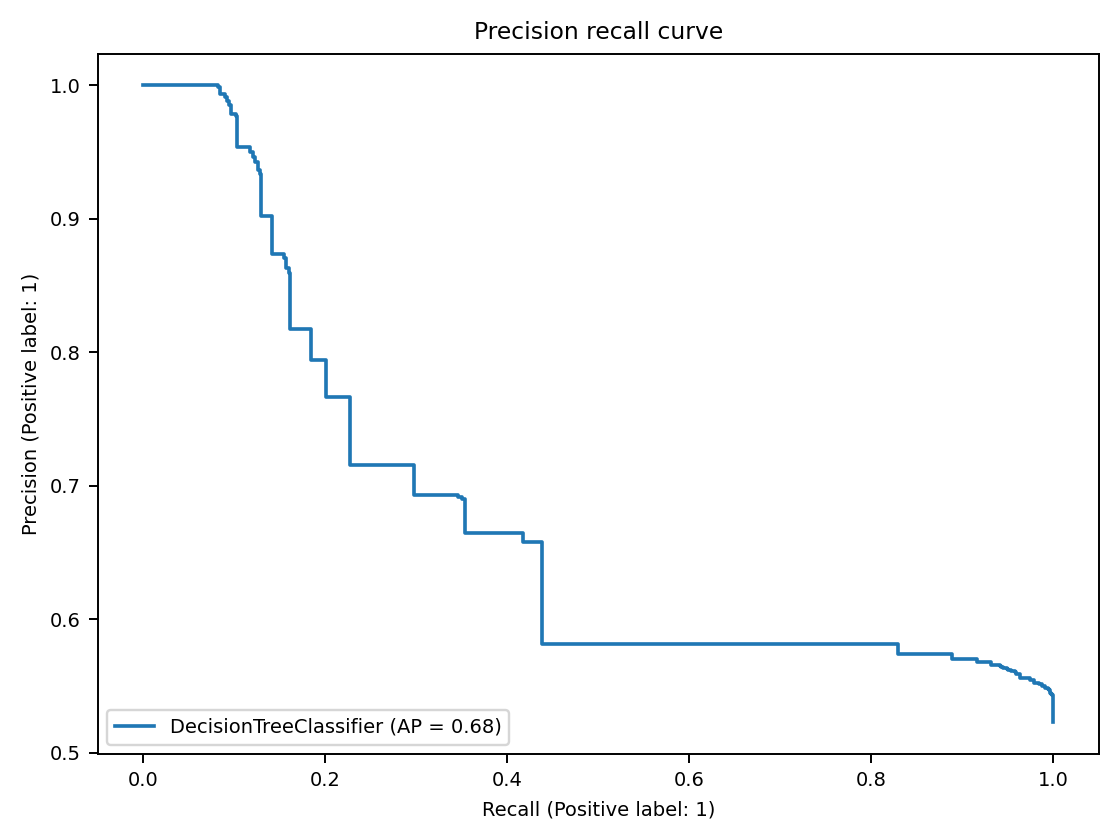 Precision recall curve
1.0
0.9
0.8
0.7
0.6
0.5
Precision (Positive label: 1)
DecisionTreeClassifier (AP = 0.68)
0.0 0.2 0.4 0.6 0.8 1.0
Recall (Positive label: 1)